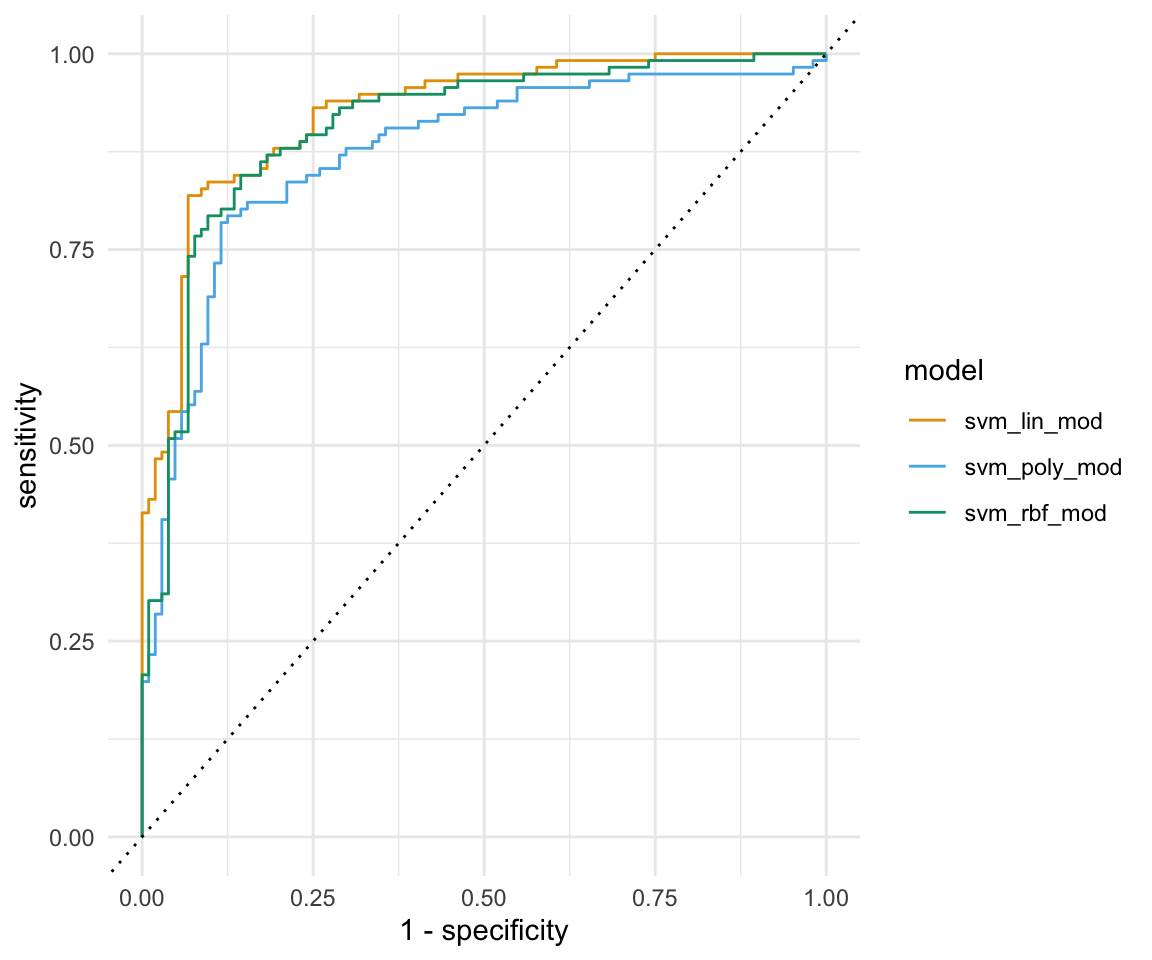 1.00
0.75
0.50
0.25
0.00
sensitivity
0.00 0.25 0.50 0.75 1.00
1 - specificity
model
svm_lin_mod
svm_poly_mod
svm_rbf_mod